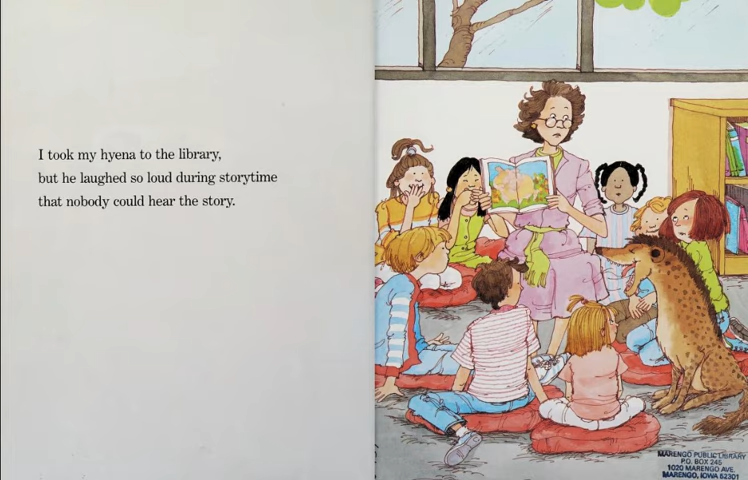 I took my hyena to the library,
but he laughed so loud during storytime
that nobody could hear the story.
MARENGO PUBLIC LIBRARY
P.O. BOX 245
1020 MARENGO AVE.
MARENGO, IOWA 52301